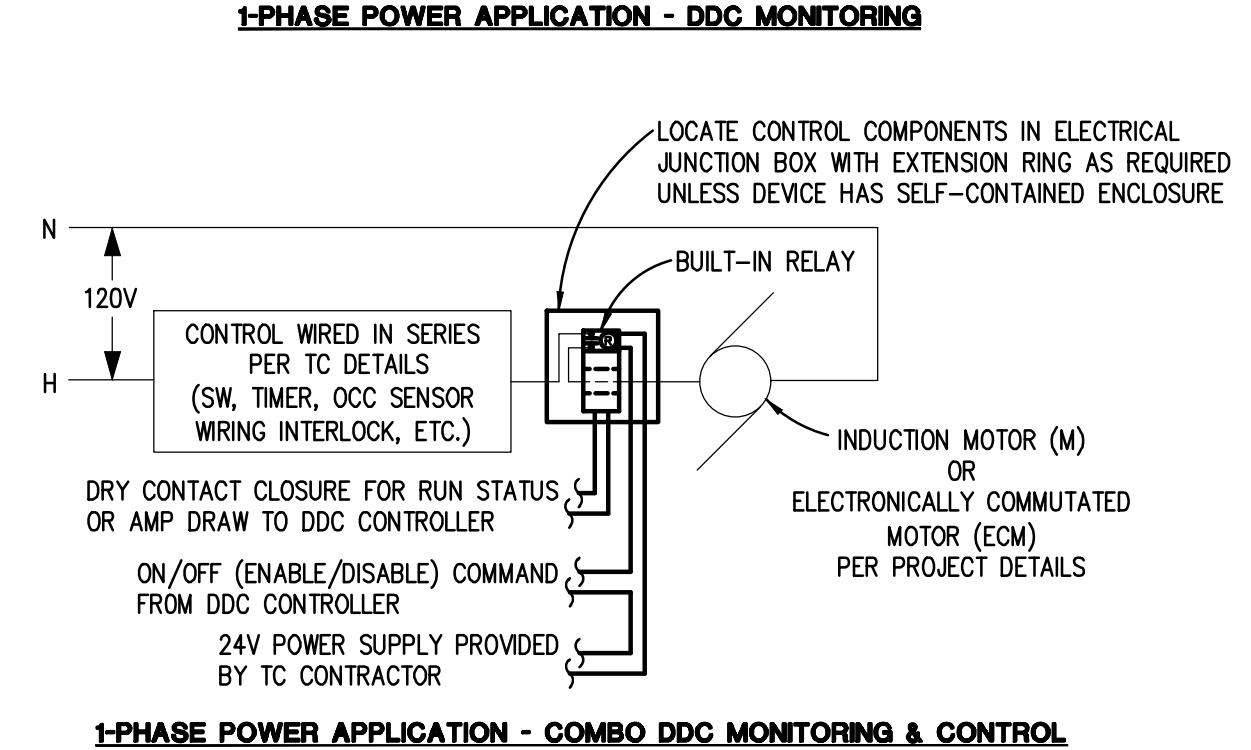 1-PHASE POWER APPLICATION - DDC MONITORING
LOCATE CONTROL COMPONENTS IN ELECTRICAL
JUNCTION BOX WITH EXTENSION RING AS REQUIRED
UNLESS DEVICE HAS SELF-CONTAINED ENCLOSURE
N
BUILT-IN RELAY
120V
CONTROL WIRED IN SERIES
PER TC DETAILS
(SW, TIMER, OCC SENSOR
WIRING INTERLOCK, ETC.)
R
H
INDUCTION MOTOR (M)
OR
ELECTRONICALLY COMMUTATED
MOTOR (ECM)
PER PROJECT DETAILS
DRY CONTACT CLOSURE FOR RUN STATUS
OR AMP DRAW TO DDC CONTROLLER
ON/OFF (ENABLE/DISABLE) COMMAND
FROM DDC CONTROLLER
24V POWER SUPPLY PROVIDED
BY TC CONTRACTOR
1-PHASE POWER APPLICATION - COMBO DDC MONITORING & CONTROL